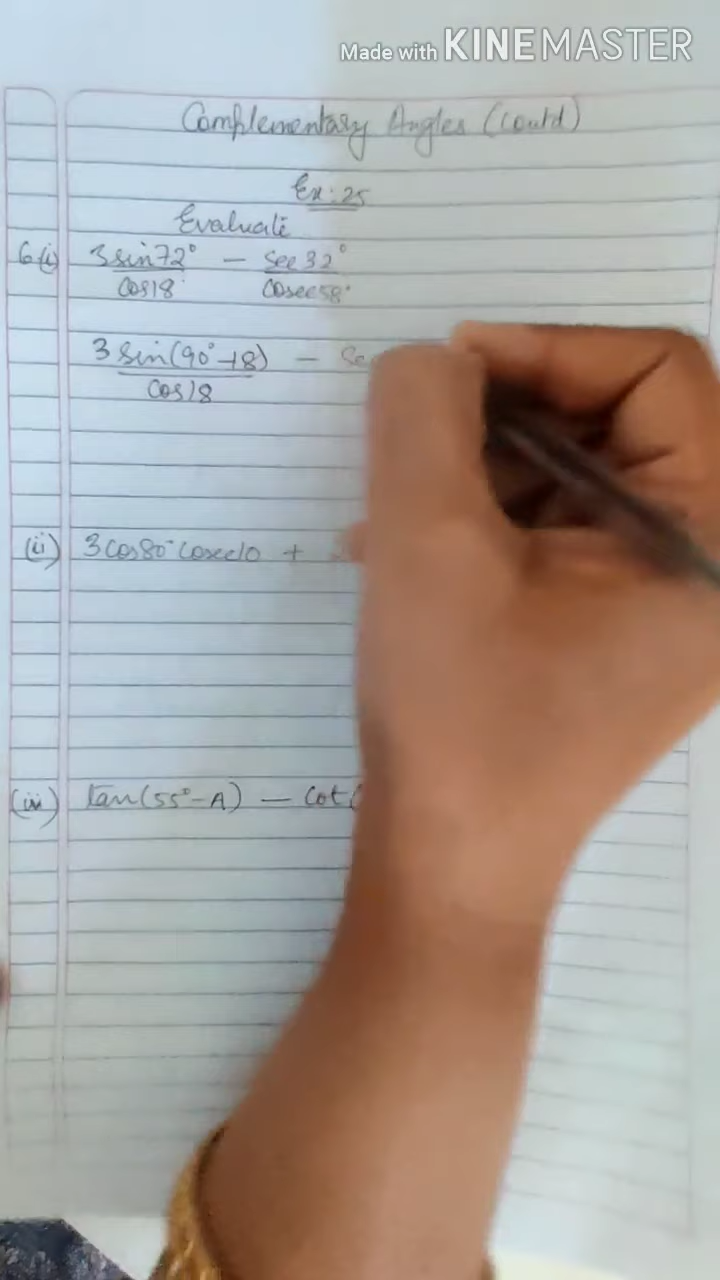 Made with KINEMASTER
Complementary Angles (Contd)
Ex: 25
Evaluate
6(i) 3sin72° / cos18° − sec32° / cosec58°
3 sin(90°-18) / cos18 −
(ii) 3cos80° cosec10 +
(iii) tan(55°-A) − cot(